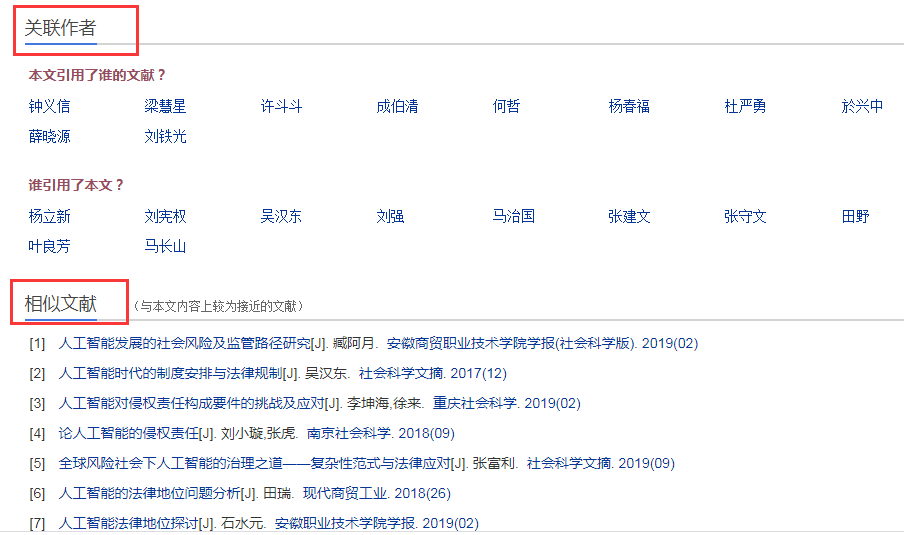 关联作者
本文引用了谁的文献？
钟义信 梁慧星 许斗斗 成伯清 何哲 杨春福 杜严勇 於兴中
薛晓源 刘铁光
谁引用了本文？
杨立新 刘宪权 吴汉东 刘强 马治国 张建文 张守文 田野
叶良芳 马长山
相似文献 （与本文内容上较为接近的文献）
[1] 人工智能发展的社会风险及监管路径研究[J]. 臧阿月. 安徽商贸职业技术学院学报(社会科学版). 2019(02)
[2] 人工智能时代的制度安排与法律规制[J]. 吴汉东. 社会科学文摘. 2017(12)
[3] 人工智能对侵权责任构成要件的挑战及应对[J]. 李坤海,徐来. 重庆社会科学. 2019(02)
[4] 论人工智能的侵权责任[J]. 刘小璇,张虎. 南京社会科学. 2018(09)
[5] 全球风险社会下人工智能的治理之道——复杂性范式与法律应对[J]. 张富利. 社会科学文摘. 2019(09)
[6] 人工智能的法律地位问题分析[J]. 田瑞. 现代商贸工业. 2018(26)
[7] 人工智能法律地位探讨[J]. 石水元. 安徽职业技术学院学报. 2019(02)